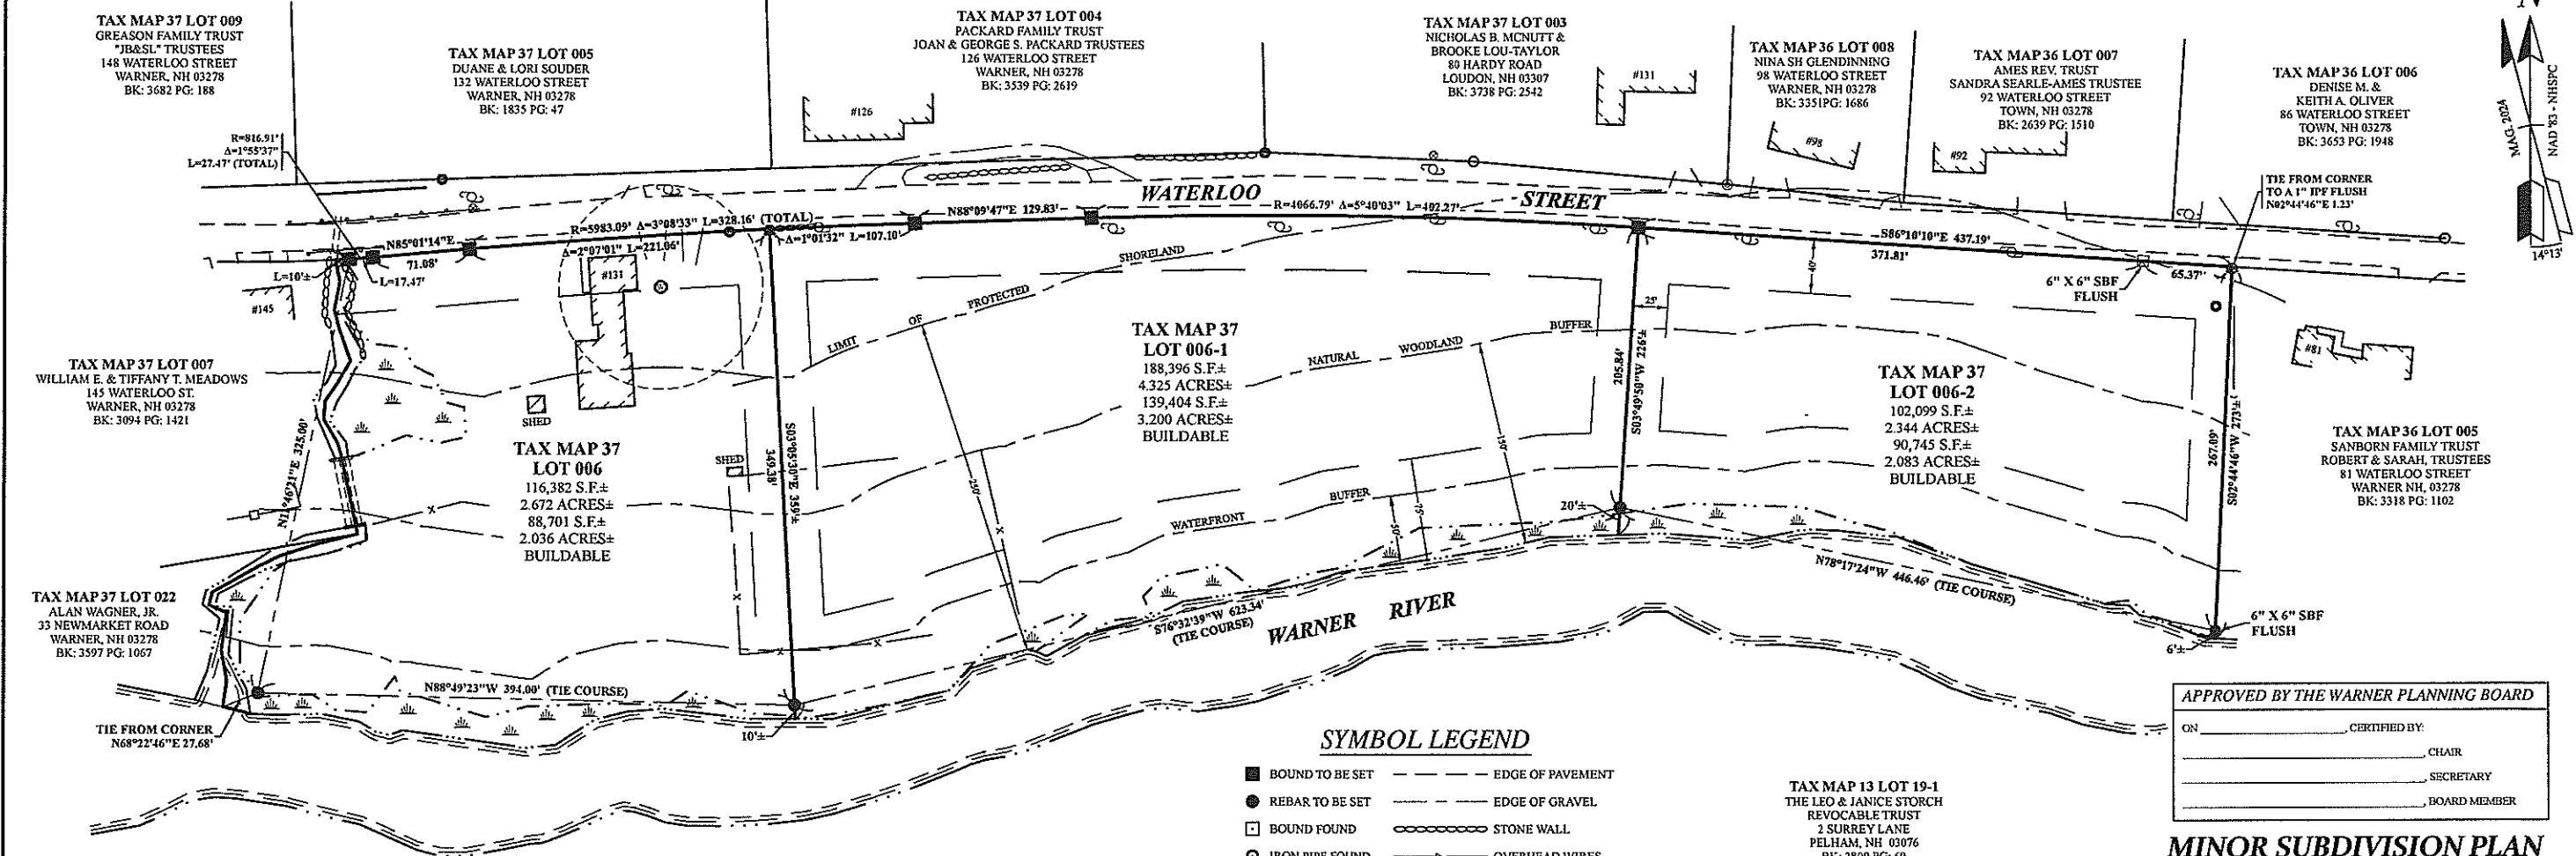 TAX MAP 37 LOT 009
GREASON FAMILY TRUST
"JB&SL" TRUSTEES
148 WATERLOO STREET
WARNER, NH 03278
BK: 3682 PG: 188
TAX MAP 37 LOT 005
DUANE & LORI SOUDER
132 WATERLOO STREET
WARNER, NH 03278
BK: 1835 PG: 47
TAX MAP 37 LOT 004
PACKARD FAMILY TRUST
JOAN & GEORGE S. PACKARD TRUSTEES
126 WATERLOO STREET
WARNER, NH 03278
BK: 3539 PG: 2619
TAX MAP 37 LOT 003
NICHOLAS B. MCNUTT &
BROOKE LOU-TAYLOR
80 HARDY ROAD
LOUDON, NH 03307
BK: 3738 PG: 2542
TAX MAP 36 LOT 008
NINA SH GLENDINNING
98 WATERLOO STREET
WARNER, NH 03278
BK: 3351PG: 1686
TAX MAP 36 LOT 007
AMES REV. TRUST
SANDRA SEARLE-AMES TRUSTEE
92 WATERLOO STREET
TOWN, NH 03278
BK: 2639 PG: 1510
TAX MAP 36 LOT 006
DENISE M. &
KEITH A. OLIVER
86 WATERLOO STREET
TOWN, NH 03278
BK: 3653 PG: 1948
N
MAG. 2024
NAD '83 - NHSPC
14°13'
#126
#131
#98
#92
R=816.91'
Δ=1°55'37"
L=27.47' (TOTAL)
WATERLOO STREET
TIE FROM CORNER
TO A 1" IPF FLUSH
N02°44'46"E 1.23'
N85°01'14"E
71.08'
L=10'±
L=17.47'
R=5983.09' Δ=3°08'33" L=328.16' (TOTAL)
Δ=2°07'01" L=221.06'
Δ=1°01'32" L=107.10'
N88°09'47"E 129.83'
R=4066.79' Δ=5°40'03" L=402.27'
S86°10'10"E 437.19'
371.81'
65.37'
6" X 6" SBF
FLUSH
40'
25'
#145
#131
#81
LIMIT OF PROTECTED SHORELAND
NATURAL WOODLAND BUFFER
WATERFRONT BUFFER
TAX MAP 37 LOT 007
WILLIAM E. & TIFFANY T. MEADOWS
145 WATERLOO ST.
WARNER, NH 03278
BK: 3094 PG: 1421
SHED
SHED
TAX MAP 37
LOT 006
116,382 S.F.±
2.672 ACRES±
88,701 S.F.±
2.036 ACRES±
BUILDABLE
TAX MAP 37
LOT 006-1
188,396 S.F.±
4.325 ACRES±
139,404 S.F.±
3.200 ACRES±
BUILDABLE
TAX MAP 37
LOT 006-2
102,099 S.F.±
2.344 ACRES±
90,745 S.F.±
2.083 ACRES±
BUILDABLE
TAX MAP 36 LOT 005
SANBORN FAMILY TRUST
ROBERT & SARAH, TRUSTEES
81 WATERLOO STREET
WARNER NH, 03278
BK: 3318 PG: 1102
S03°05'30"E 359'±
349.38'
S03°49'50"W 226'±
205.84'
S02°44'46"W 273'±
267.09'
250'
150'
75'
50'
20'±
TAX MAP 37 LOT 022
ALAN WAGNER, JR.
33 NEWMARKET ROAD
WARNER, NH 03278
BK: 3597 PG: 1067
TIE FROM CORNER
N68°22'46"E 27.68'
N88°49'23"W 394.00' (TIE COURSE)
10'±
S76°32'39"W 623.34'
(TIE COURSE)
WARNER RIVER
N78°17'24"W 446.46' (TIE COURSE)
6" X 6" SBF
FLUSH
6'±
SYMBOL LEGEND
BOUND TO BE SET
EDGE OF PAVEMENT
REBAR TO BE SET
EDGE OF GRAVEL
BOUND FOUND
STONE WALL
IRON PIPE FOUND
OVERHEAD WIRES
TAX MAP 13 LOT 19-1
THE LEO & JANICE STORCH
REVOCABLE TRUST
2 SURREY LANE
PELHAM, NH 03076
APPROVED BY THE WARNER PLANNING BOARD
ON , CERTIFIED BY:
, CHAIR
, SECRETARY
, BOARD MEMBER
MINOR SUBDIVISION PLAN